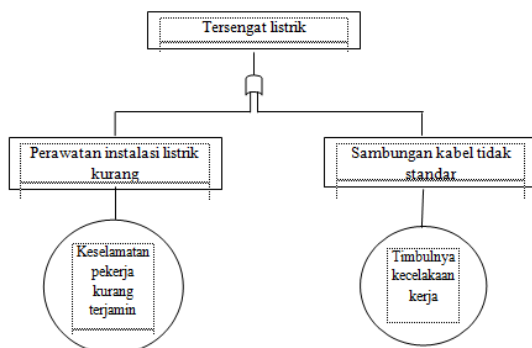 Tersengat listrik
Perawatan instalasi listrik
kurang
Sambungan kabel tidak
standar
Keselamatan
pekerja
kurang
terjamin
Timbulnya
kecelakaan
kerja